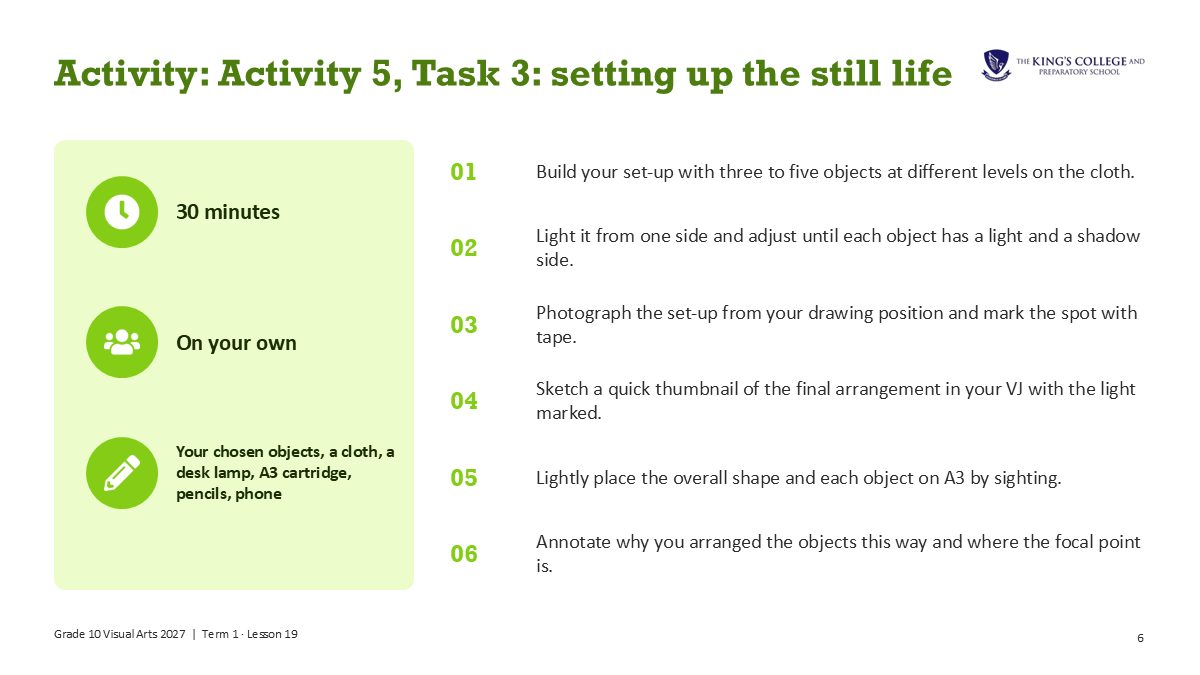 Activity: Activity 5, Task 3: setting up the still life
THE KING'S COLLEGE AND
PREPARATORY SCHOOL
30 minutes
On your own
Your chosen objects, a cloth, a
desk lamp, A3 cartridge,
pencils, phone
01
Build your set-up with three to five objects at different levels on the cloth.
02
Light it from one side and adjust until each object has a light and a shadow
side.
03
Photograph the set-up from your drawing position and mark the spot with
tape.
04
Sketch a quick thumbnail of the final arrangement in your VJ with the light
marked.
05
Lightly place the overall shape and each object on A3 by sighting.
06
Annotate why you arranged the objects this way and where the focal point
is.
Grade 10 Visual Arts 2027 | Term 1 · Lesson 19
6